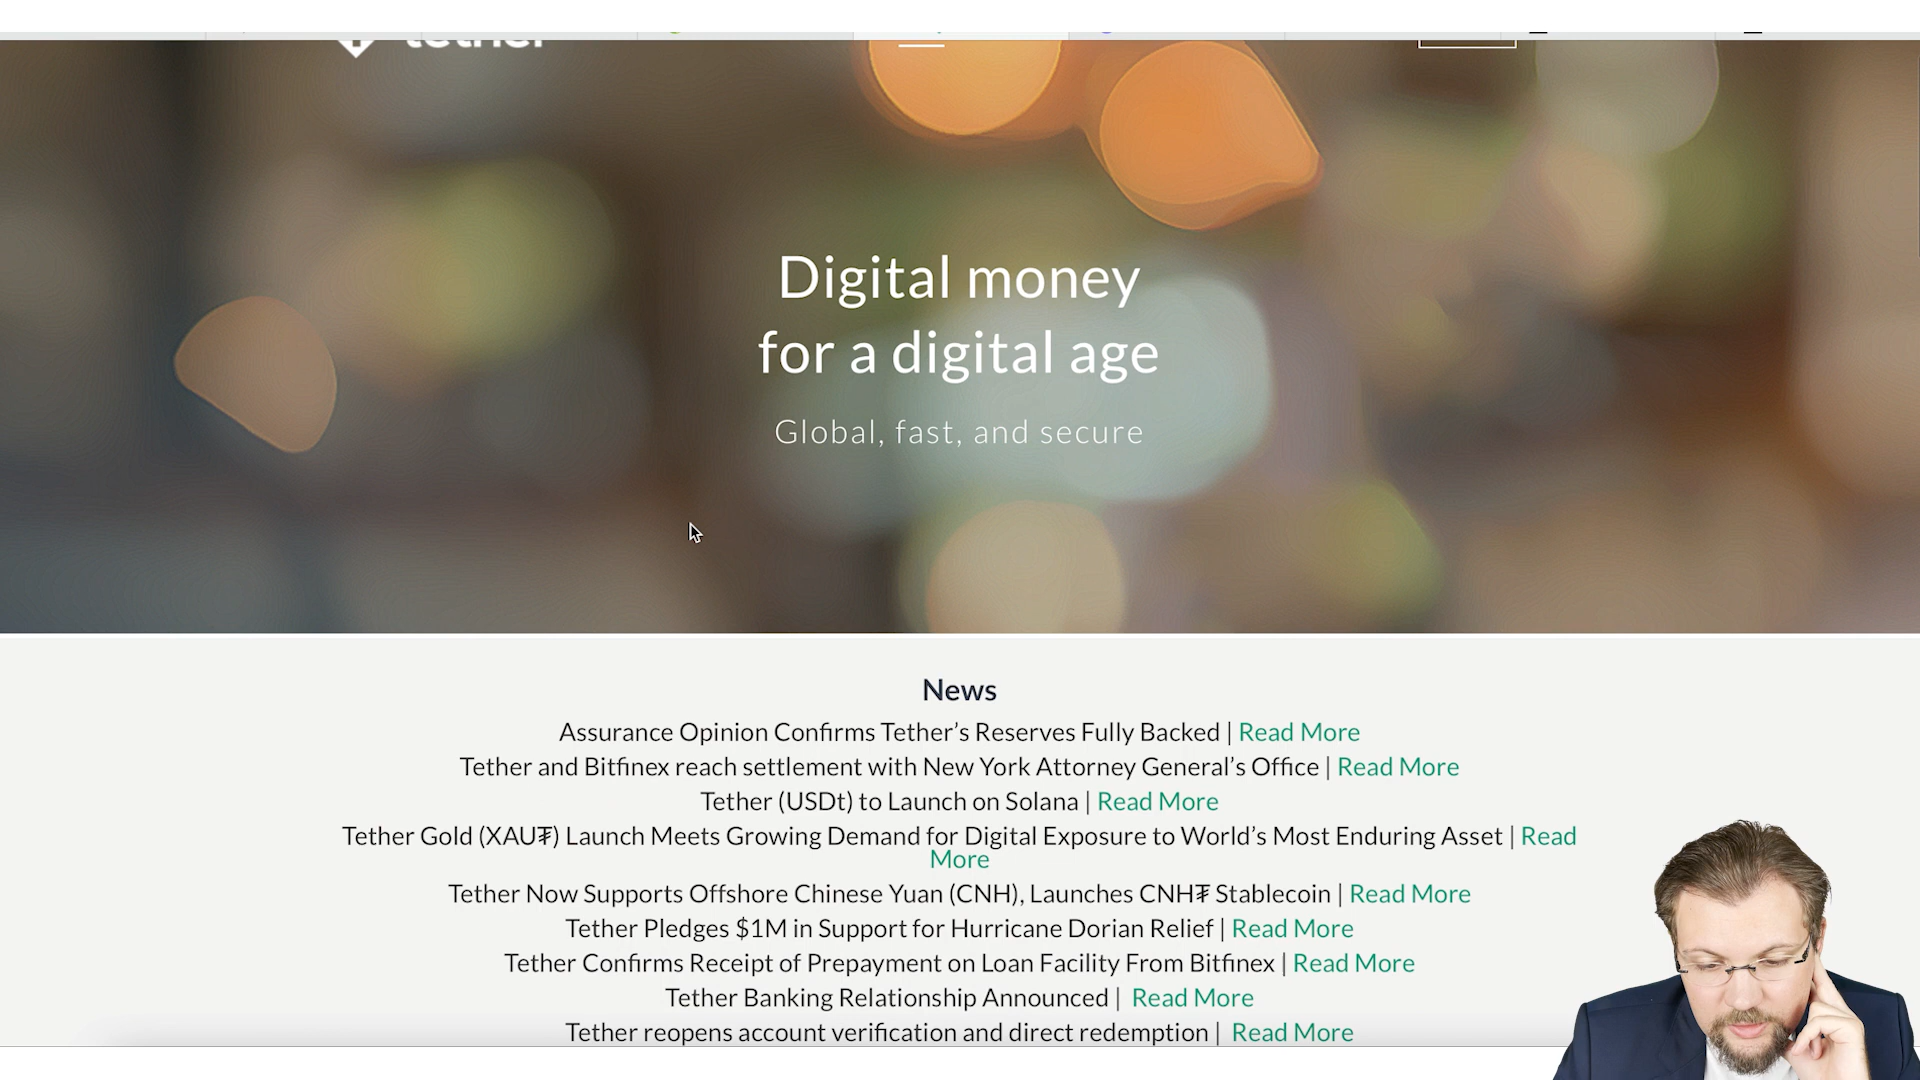 tether
Digital money
for a digital age
Global, fast, and secure
News
Assurance Opinion Confirms Tether’s Reserves Fully Backed | Read More
Tether and Bitfinex reach settlement with New York Attorney General’s Office | Read More
Tether (USDt) to Launch on Solana | Read More
Tether Gold (XAU₮) Launch Meets Growing Demand for Digital Exposure to World’s Most Enduring Asset | Read
More
Tether Now Supports Offshore Chinese Yuan (CNH), Launches CNH₮ Stablecoin | Read More
Tether Pledges $1M in Support for Hurricane Dorian Relief | Read More
Tether Confirms Receipt of Prepayment on Loan Facility From Bitfinex | Read More
Tether Banking Relationship Announced | Read More
Tether reopens account verification and direct redemption | Read More